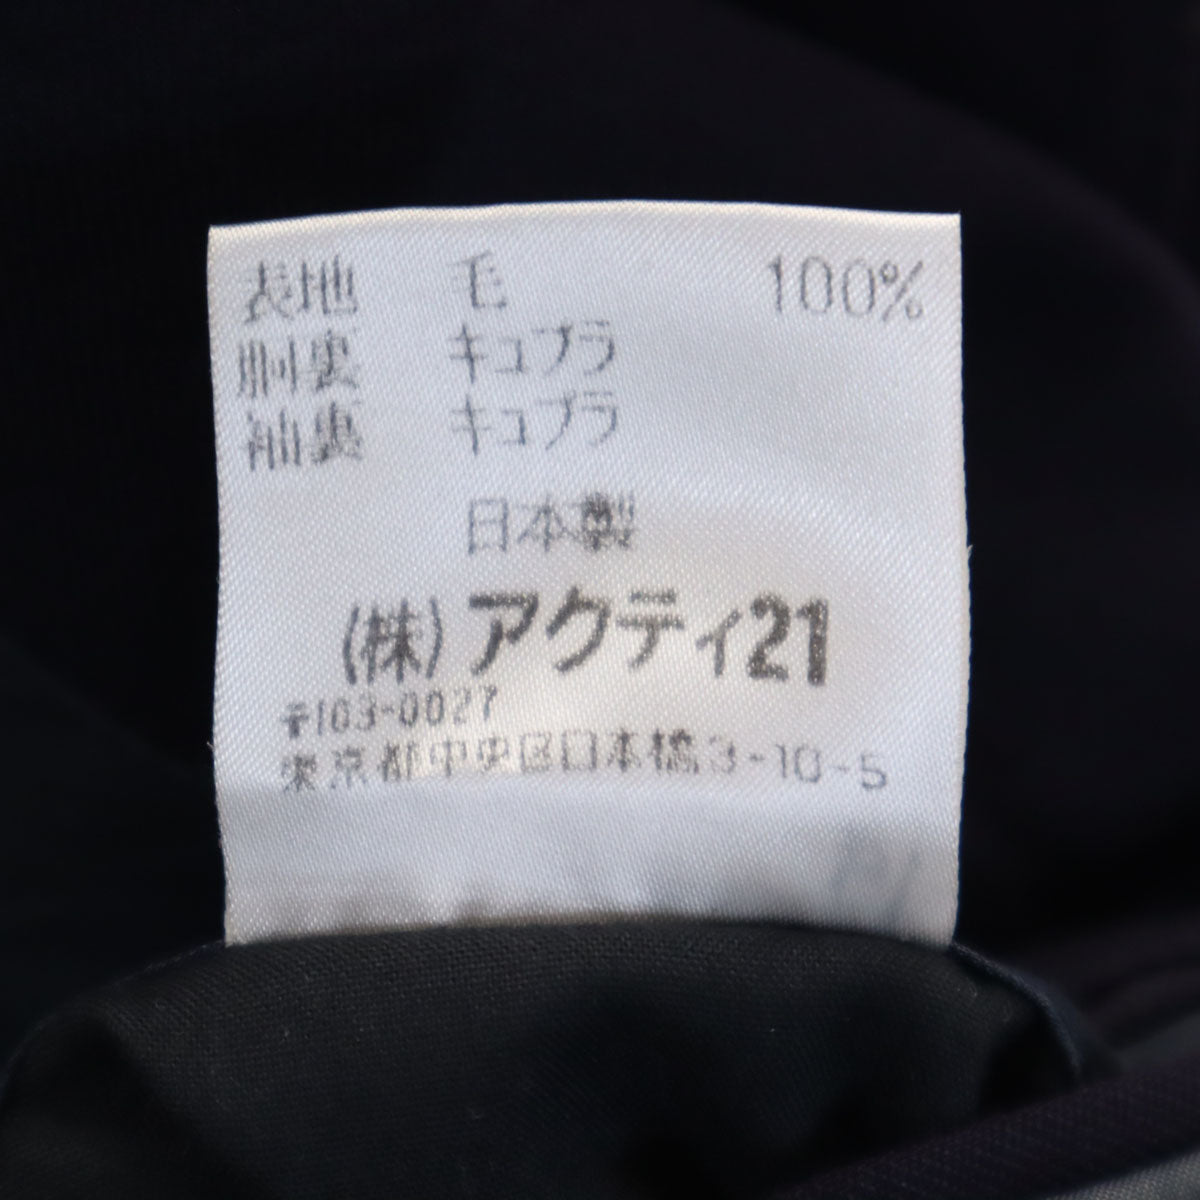 表地 毛 100%
胴裏 キュプラ
袖裏 キュプラ
日本製
(株)アクティ21
〒103-0027
東京都中央区日本橋3-10-5